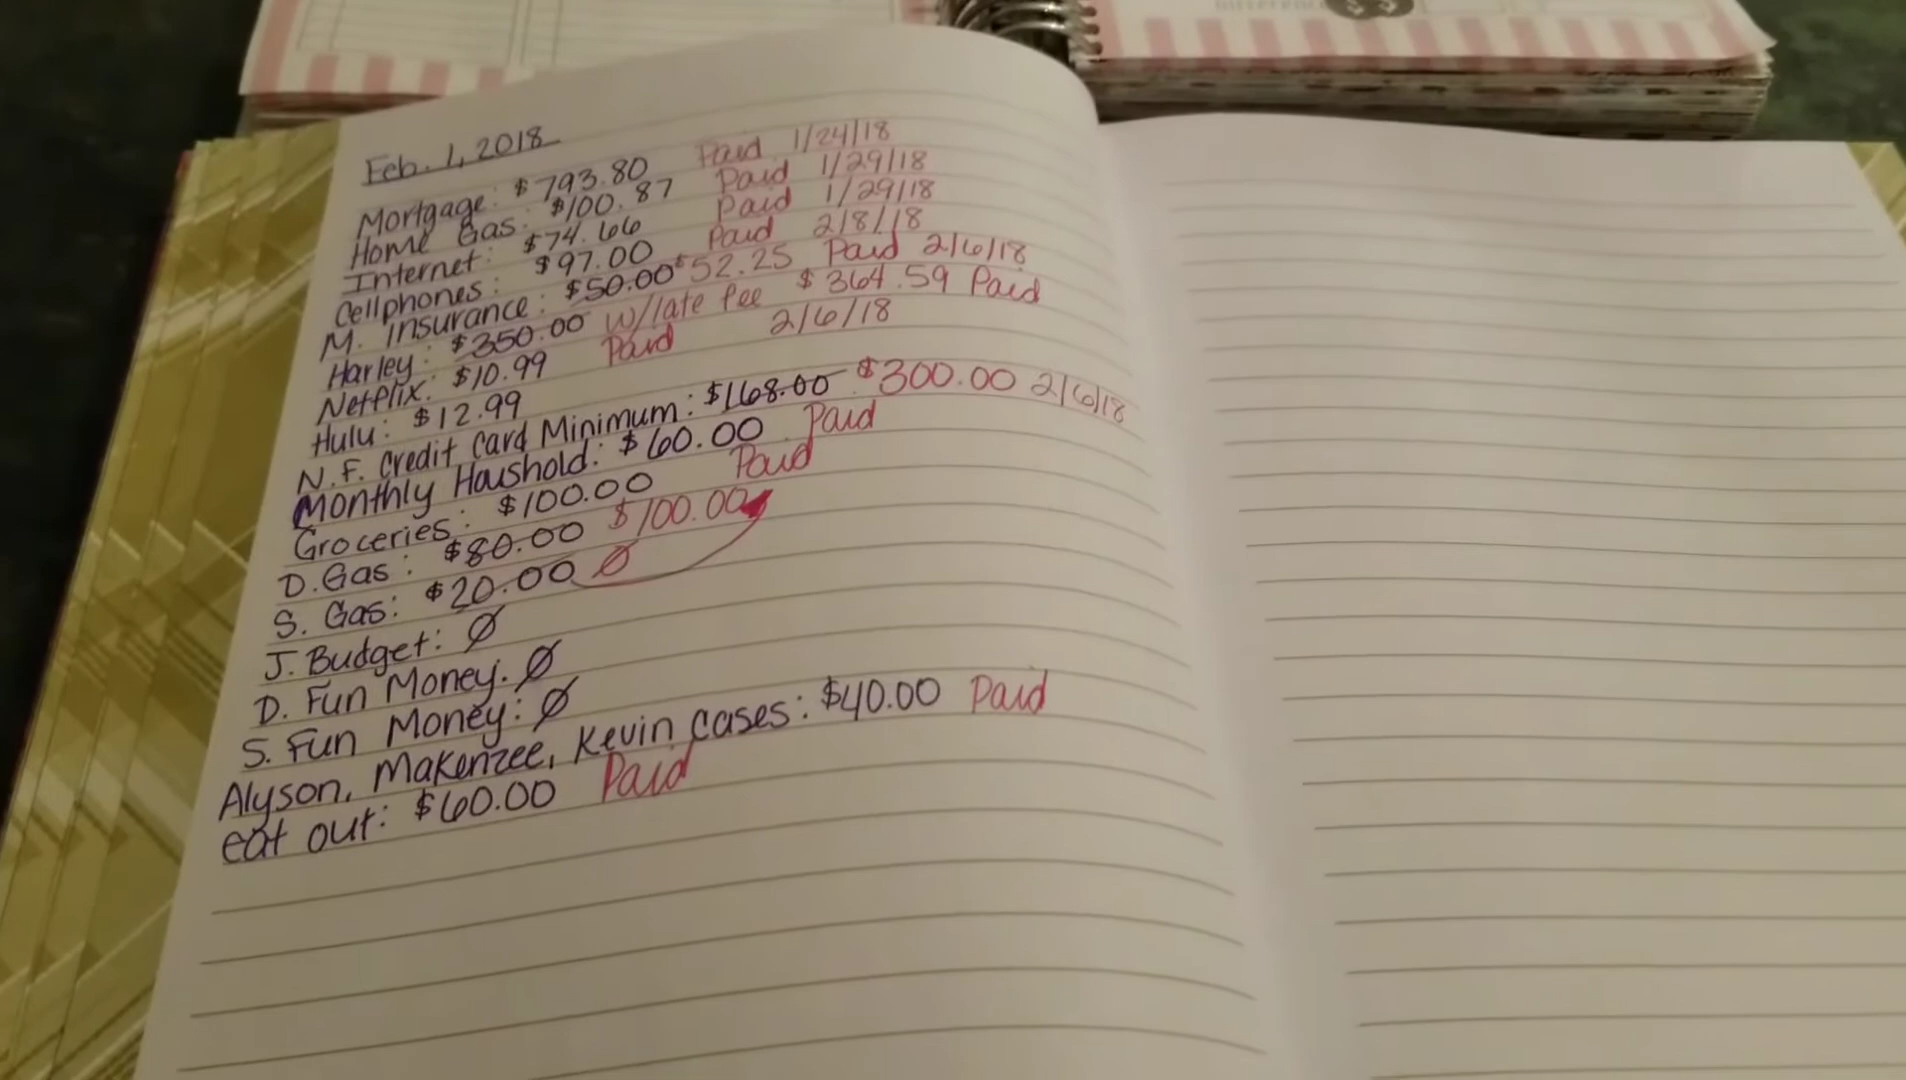 Difference
Feb. 1, 2018
Mortgage: $793.80 Paid 1/24/18
Home Gas: $100.87 Paid 1/29/18
Internet: $74.66 Paid 1/29/18
Cellphones: $97.00 Paid 2/8/18
M. Insurance: $50.00 $52.25 Paid 2/6/18
Harley: $350.00 w/late fee $364.59 Paid
Netflix: $10.99 Paid 2/6/18
Hulu: $12.99
N.F. Credit Card Minimum: $168.00 $300.00 2/6/18
Monthly Haushold: $60.00 Paid
Groceries: $100.00 Paid
D. Gas: $80.00 $100.00
S. Gas: $20.00 Ø
J. Budget: Ø
D. Fun Money: Ø
S. Fun Money: Ø
Alyson, Makenzee, Kevin cases: $40.00 Paid
eat out: $60.00 Paid